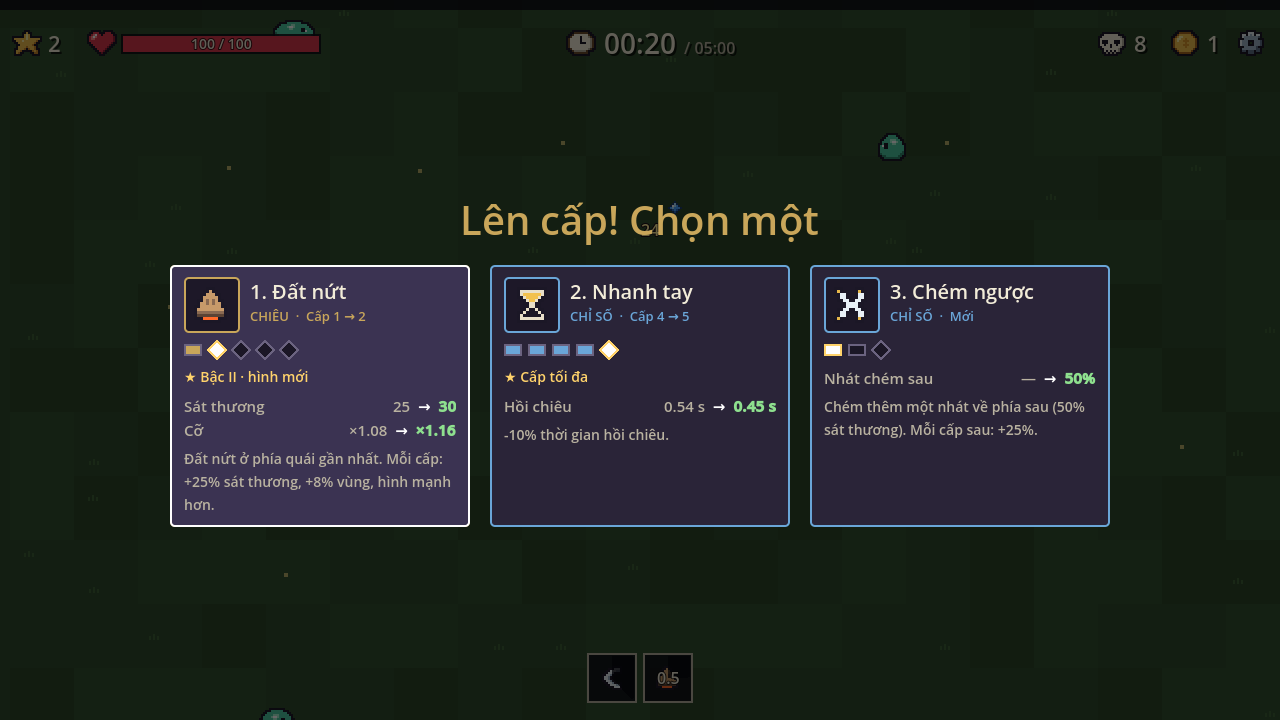 2
100 / 100
00:20 / 05:00
8
1
Lên cấp! Chọn một
24
1. Đất nứt
CHIÊU · Cấp 1 → 2
★ Bậc II · hình mới
Sát thương 25 → 30
Cỡ ×1.08 → ×1.16
Đất nứt ở phía quái gần nhất. Mỗi cấp:
+25% sát thương, +8% vùng, hình mạnh
hơn.
2. Nhanh tay
CHỈ SỐ · Cấp 4 → 5
★ Cấp tối đa
Hồi chiêu 0.54 s → 0.45 s
-10% thời gian hồi chiêu.
3. Chém ngược
CHỈ SỐ · Mới
Nhát chém sau — → 50%
Chém thêm một nhát về phía sau (50%
sát thương). Mỗi cấp sau: +25%.
0.5